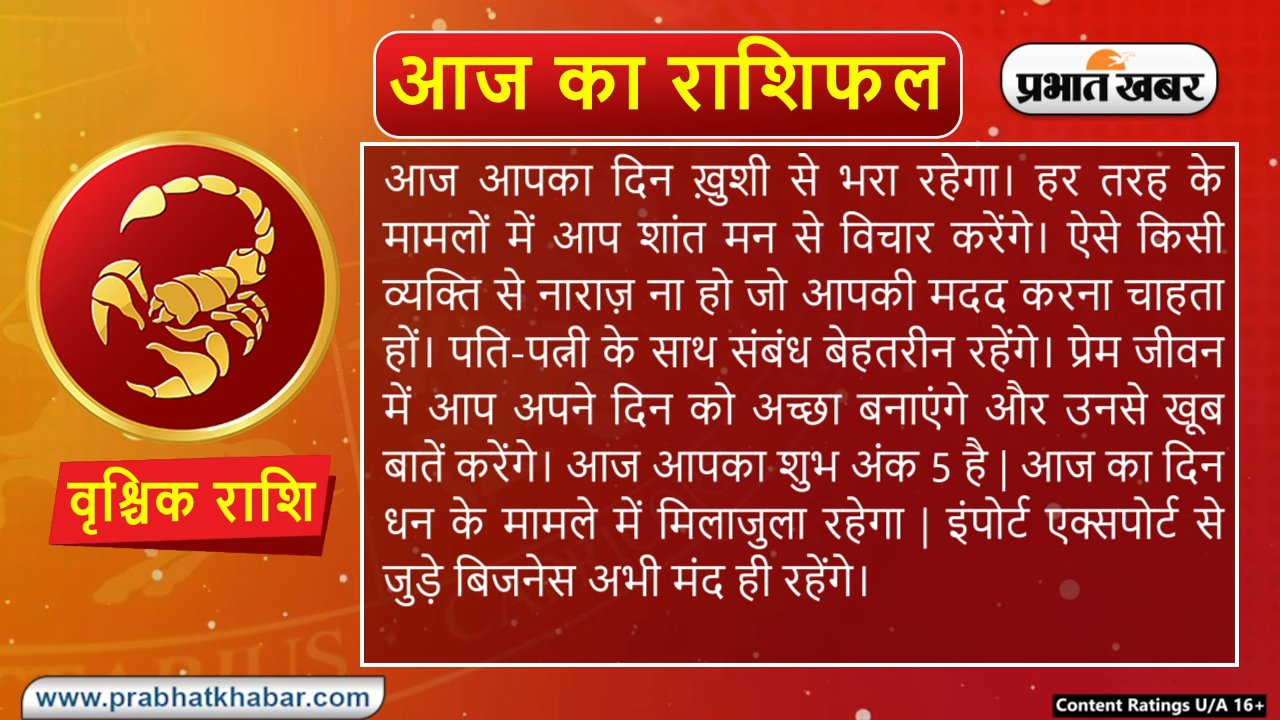 आज का राशिफल
प्रभात खबर
आज आपका दिन ख़ुशी से भरा रहेगा। हर तरह के
मामलों में आप शांत मन से विचार करेंगे। ऐसे किसी
व्यक्ति से नाराज़ ना हो जो आपकी मदद करना चाहता
हों। पति-पत्नी के साथ संबंध बेहतरीन रहेंगे। प्रेम जीवन
में आप अपने दिन को अच्छा बनाएंगे और उनसे खूब
बातें करेंगे। आज आपका शुभ अंक 5 है | आज का दिन
धन के मामले में मिलाजुला रहेगा | इंपोर्ट एक्सपोर्ट से
जुड़े बिजनेस अभी मंद ही रहेंगे।
वृश्चिक राशि
www.prabhatkhabar.com
Content Ratings U/A 16+